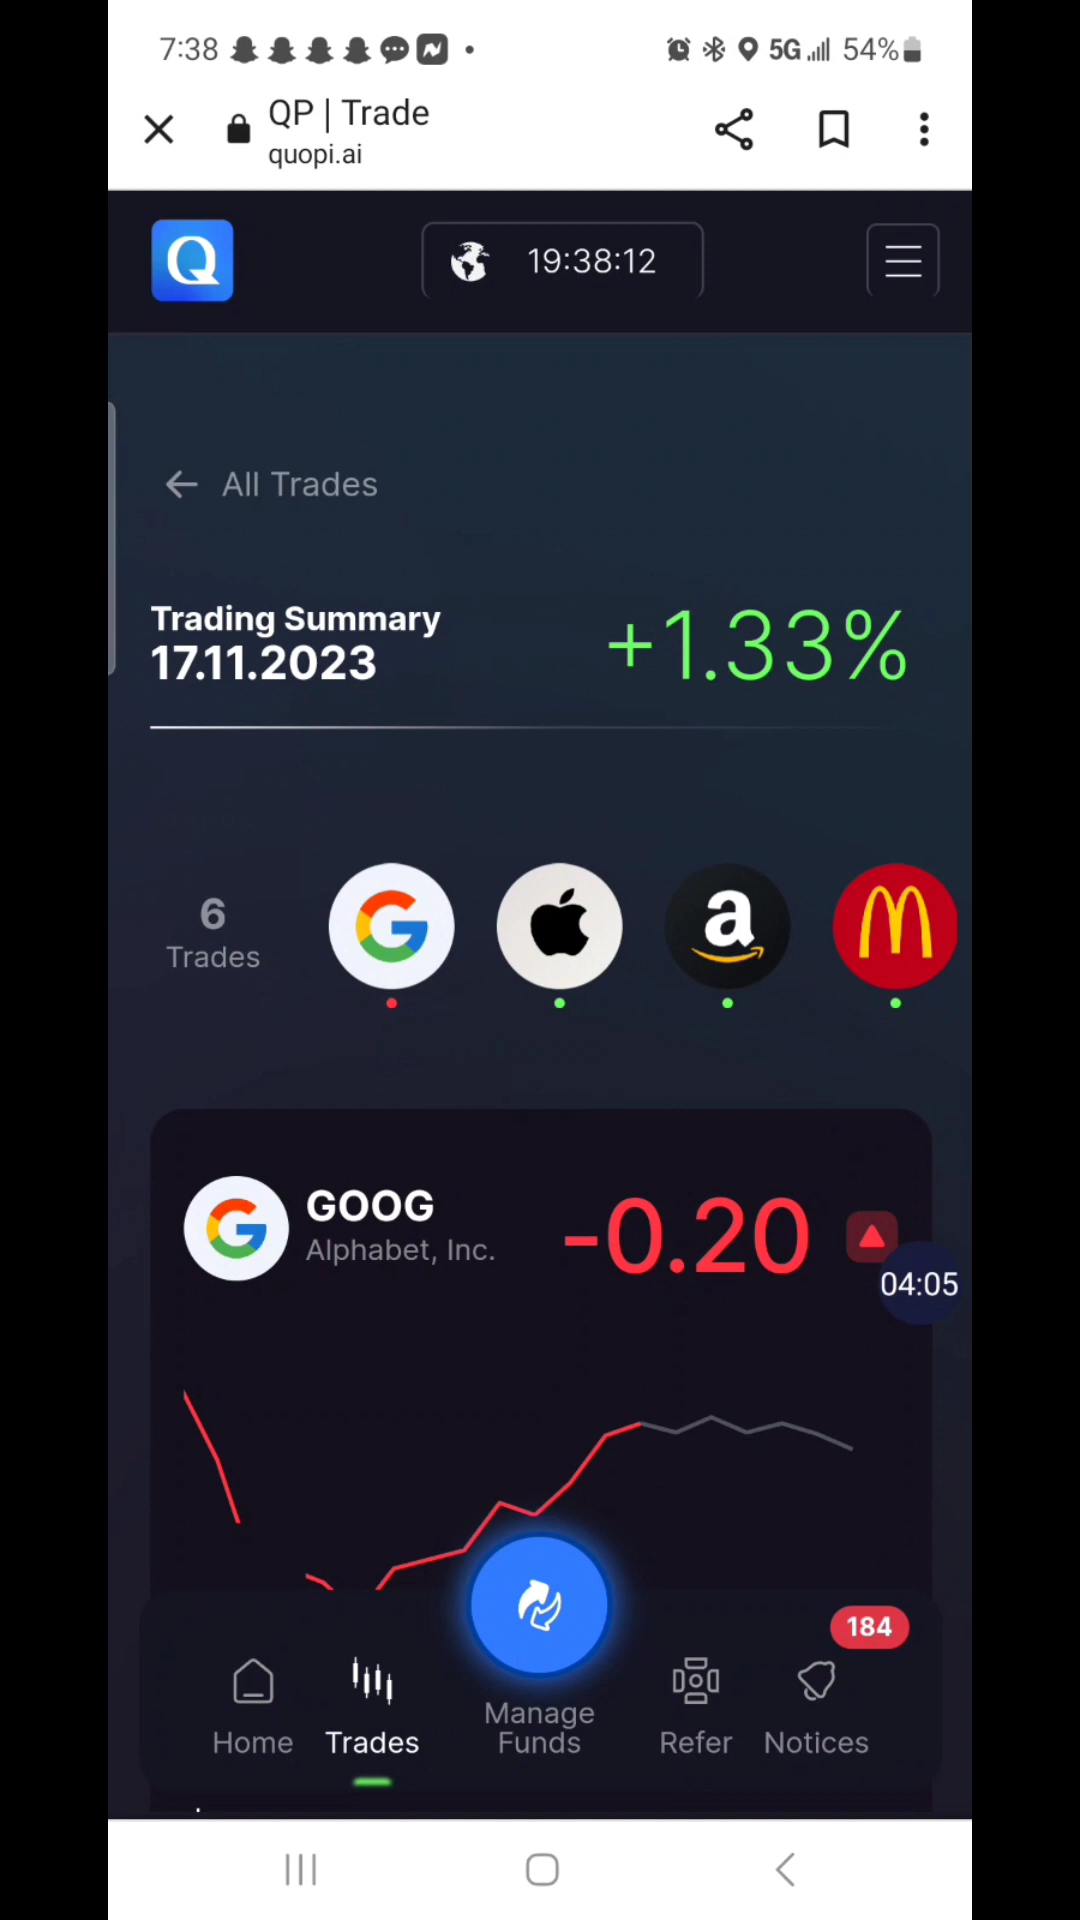 7:38
5G 54%
QP | Trade
quopi.ai
Q
19:38:12
All Trades
Trading Summary
+1.33%
17.11.2023
6
Trades
GOOG
Alphabet, Inc.
-0.20
04:05
184
Home
Trades
Manage
Funds
Refer
Notices